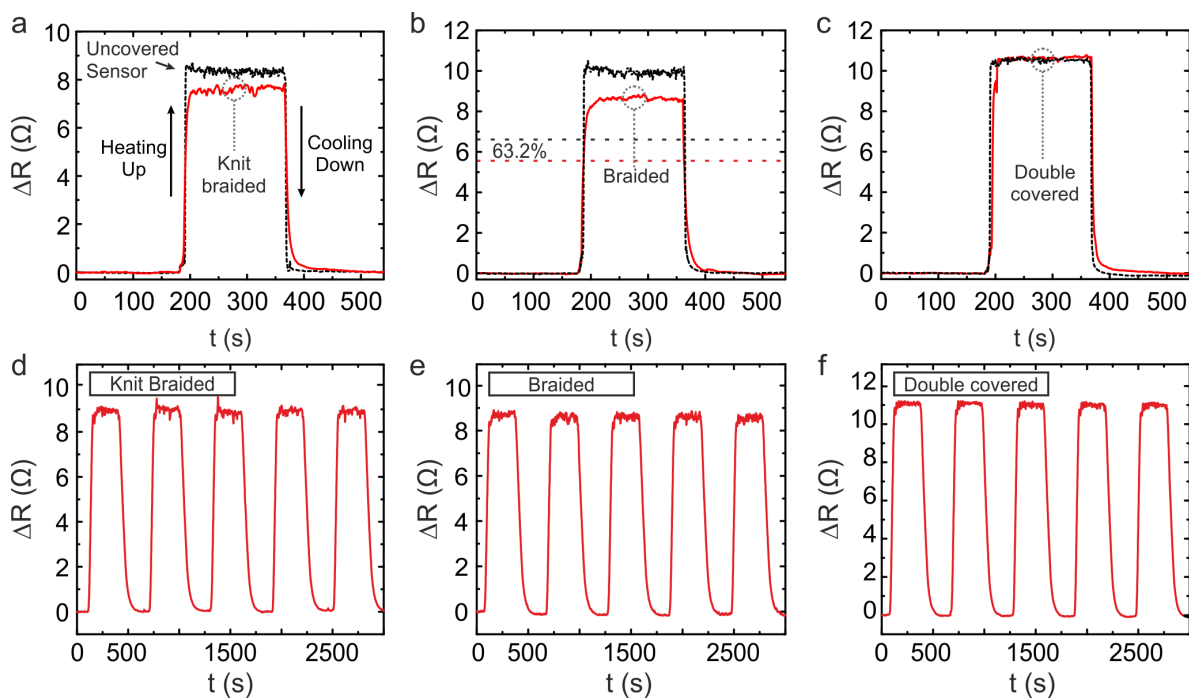 a
10
8
6
4
2
0
ΔR (Ω)
Uncovered
Sensor
Heating
Up
Knit
braided
Cooling
Down
0 100 200 300 400 500
t (s)
b
12
10
8
6
4
2
0
ΔR (Ω)
63.2%
Braided
0 100 200 300 400 500
t (s)
c
12
10
8
6
4
2
0
ΔR (Ω)
Double
covered
0 100 200 300 400 500
t (s)
d
Knit Braided
10
8
6
4
2
0
ΔR (Ω)
0 500 1500 2500
t (s)
e
Braided
10
8
6
4
2
0
ΔR (Ω)
0 500 1500 2500
t (s)
f
Double covered
12
10
8
6
4
2
0
ΔR (Ω)
0 500 1500 2500
t (s)